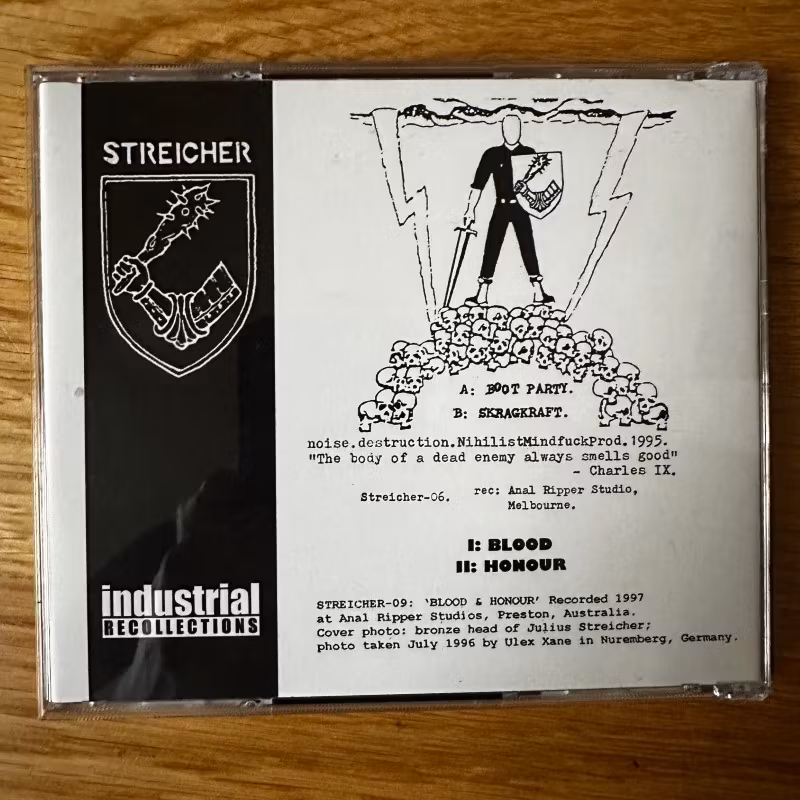 STREICHER
industrial
RECOLLECTIONS
A: BOOT PARTY.
B: SKRAGKRAFT.
noise.destruction.NihilistMindfuckProd.1995.
"The body of a dead enemy always smells good"
- Charles IX.
Streicher-06. rec: Anal Ripper Studio,
Melbourne.
I: BLOOD
II: HONOUR
STREICHER-09: 'BLOOD & HONOUR' Recorded 1997
at Anal Ripper Studios, Preston, Australia.
Cover photo: bronze head of Julius Streicher;
photo taken July 1996 by Ulex Xane in Nuremberg, Germany.